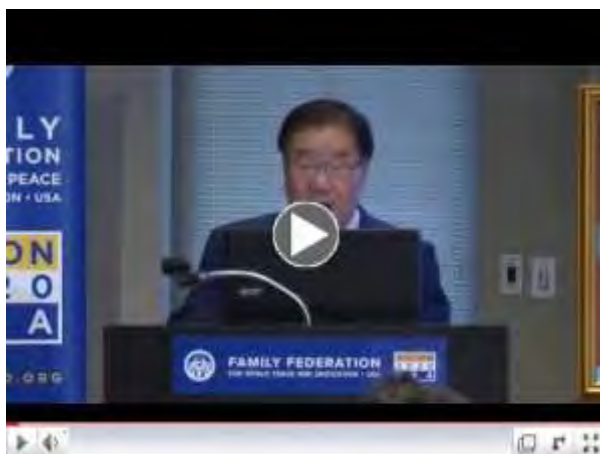 LY
TION
PEACE
ON • USA
ON
2 0
A
.ORG
FAMILY FEDERATION
FOR WORLD PEACE AND UNIFICATION • USA